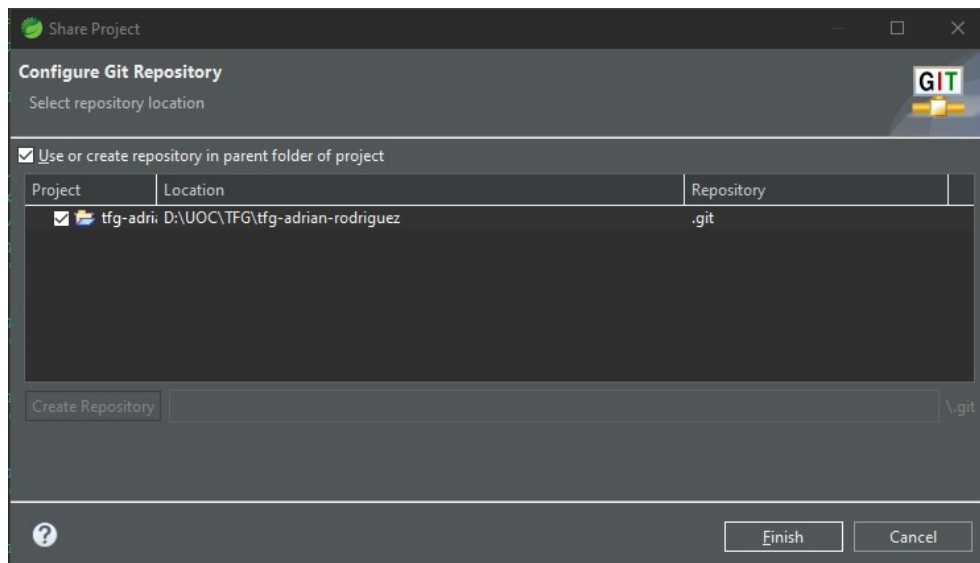 Share Project
Configure Git Repository
GIT
Select repository location
Use or create repository in parent folder of project
Project Location Repository
tfg-adri D:\UOC\TFG\tfg-adrian-rodriguez .git
Create Repository \.git
? Finish Cancel